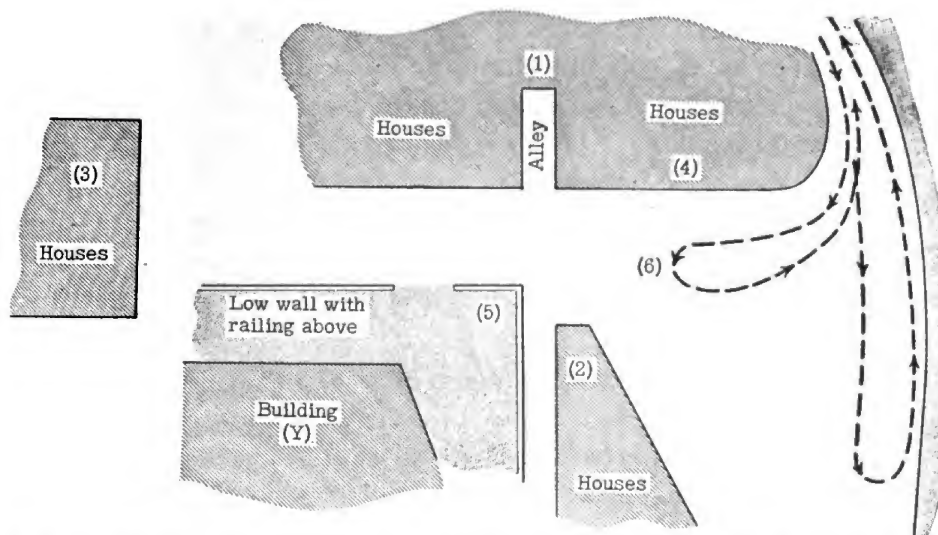 (1)
Houses
Houses
Alley
(4)
(3)
Houses
(6)
Low wall with
railing above
(5)
(2)
Building
(Y)
Houses